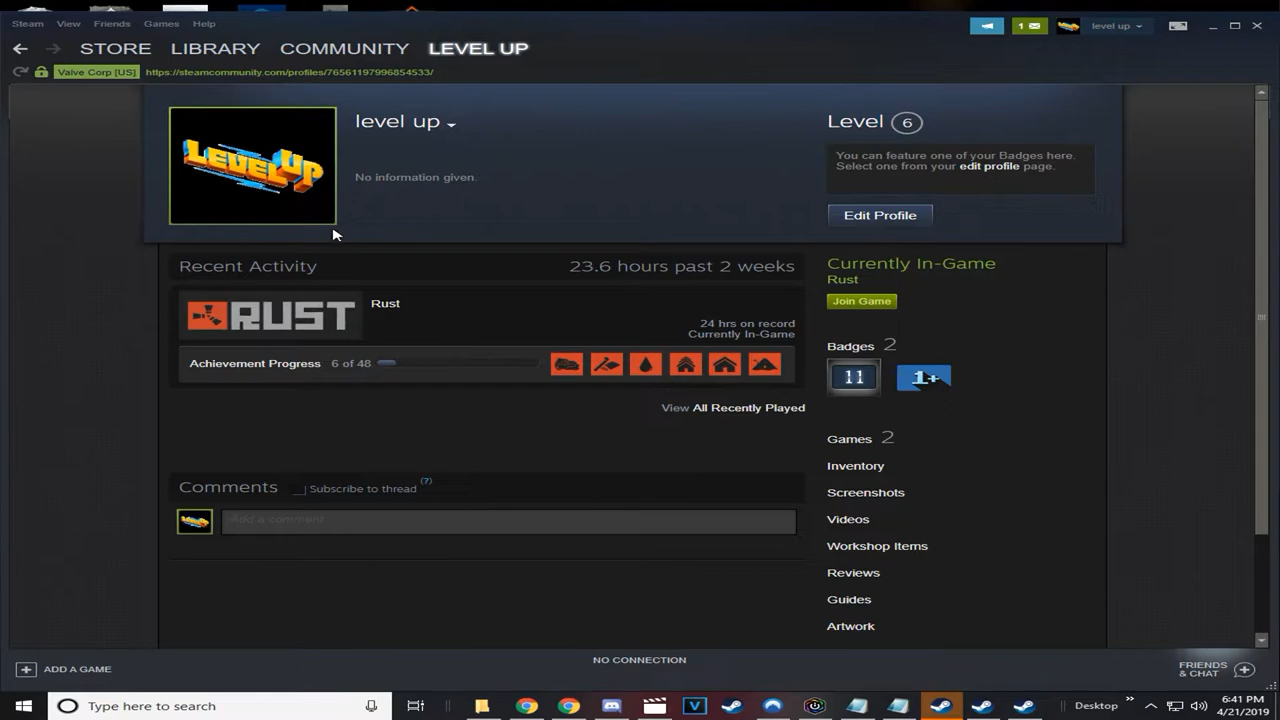 Steam View Friends Games Help
1
level up
STORE LIBRARY COMMUNITY LEVEL UP
Valve Corp [US] https://steamcommunity.com/profiles/76561197996854533/
LEVEL UP
level up
No information given.
Level 6
You can feature one of your Badges here.
Select one from your edit profile page.
Edit Profile
Recent Activity
23.6 hours past 2 weeks
RUST
Rust
24 hrs on record
Currently In-Game
Achievement Progress 6 of 48
View All Recently Played
Comments Subscribe to thread (?)
Add a comment
Currently In-Game
Rust
Join Game
Badges 2
11 1+
Games 2
Inventory
Screenshots
Videos
Workshop Items
Reviews
Guides
Artwork
ADD A GAME
NO CONNECTION
FRIENDS
& CHAT
Type here to search
V
Desktop
6:41 PM
4/21/2019